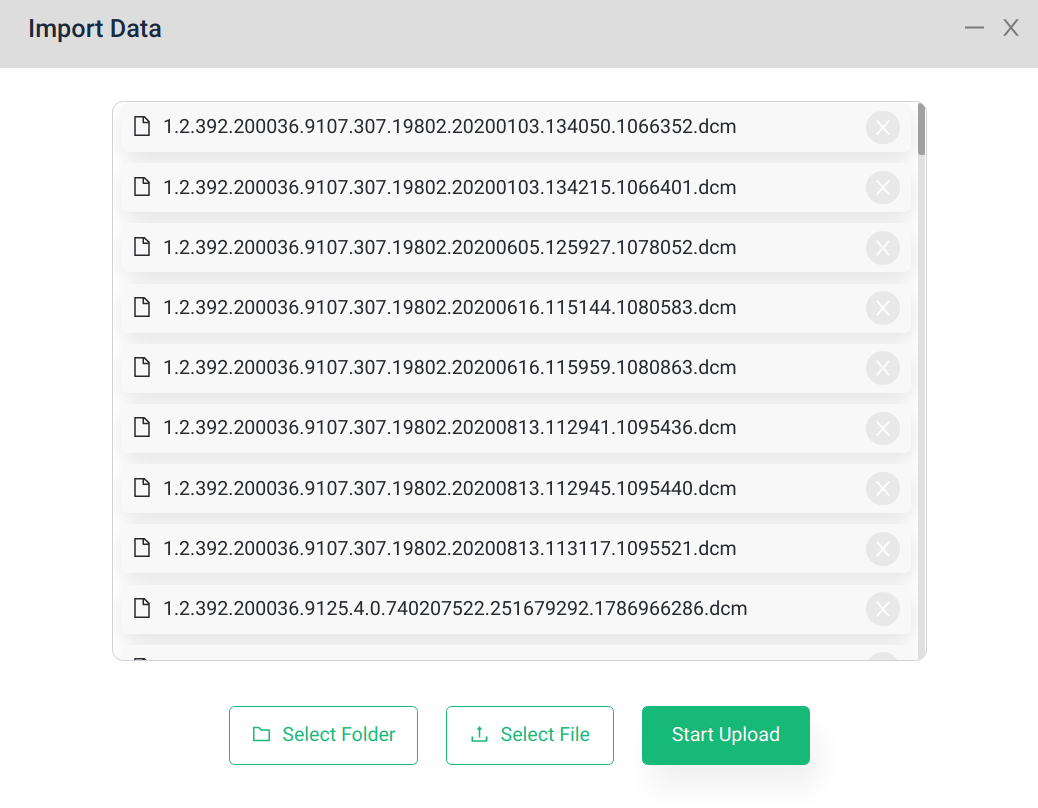 Import Data
1.2.392.200036.9107.307.19802.20200103.134050.1066352.dcm
1.2.392.200036.9107.307.19802.20200103.134215.1066401.dcm
1.2.392.200036.9107.307.19802.20200605.125927.1078052.dcm
1.2.392.200036.9107.307.19802.20200616.115144.1080583.dcm
1.2.392.200036.9107.307.19802.20200616.115959.1080863.dcm
1.2.392.200036.9107.307.19802.20200813.112941.1095436.dcm
1.2.392.200036.9107.307.19802.20200813.112945.1095440.dcm
1.2.392.200036.9107.307.19802.20200813.113117.1095521.dcm
1.2.392.200036.9125.4.0.740207522.251679292.1786966286.dcm
Select Folder
Select File
Start Upload